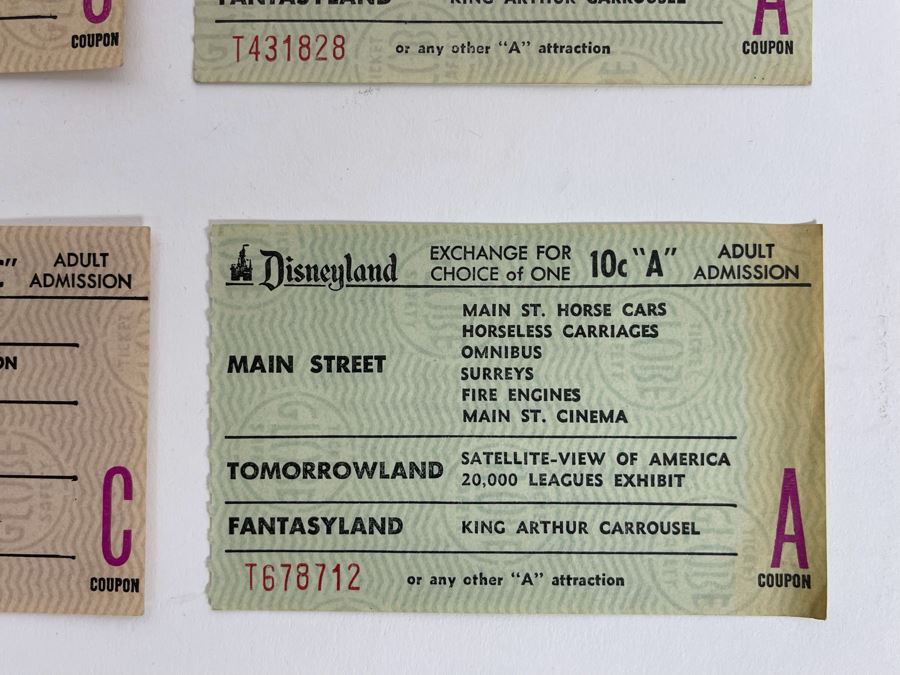 COUPON
FANTASYLAND KING ARTHUR CARROUSEL A
T431828 or any other "A" attraction COUPON
ADULT
ADMISSION
C
COUPON
Disneyland EXCHANGE FOR CHOICE of ONE 10c "A" ADULT ADMISSION
MAIN STREET
MAIN ST. HORSE CARS
HORSELESS CARRIAGES
OMNIBUS
SURREYS
FIRE ENGINES
MAIN ST. CINEMA
TOMORROWLAND
SATELLITE-VIEW OF AMERICA
20,000 LEAGUES EXHIBIT
FANTASYLAND KING ARTHUR CARROUSEL
A
T678712 or any other "A" attraction COUPON